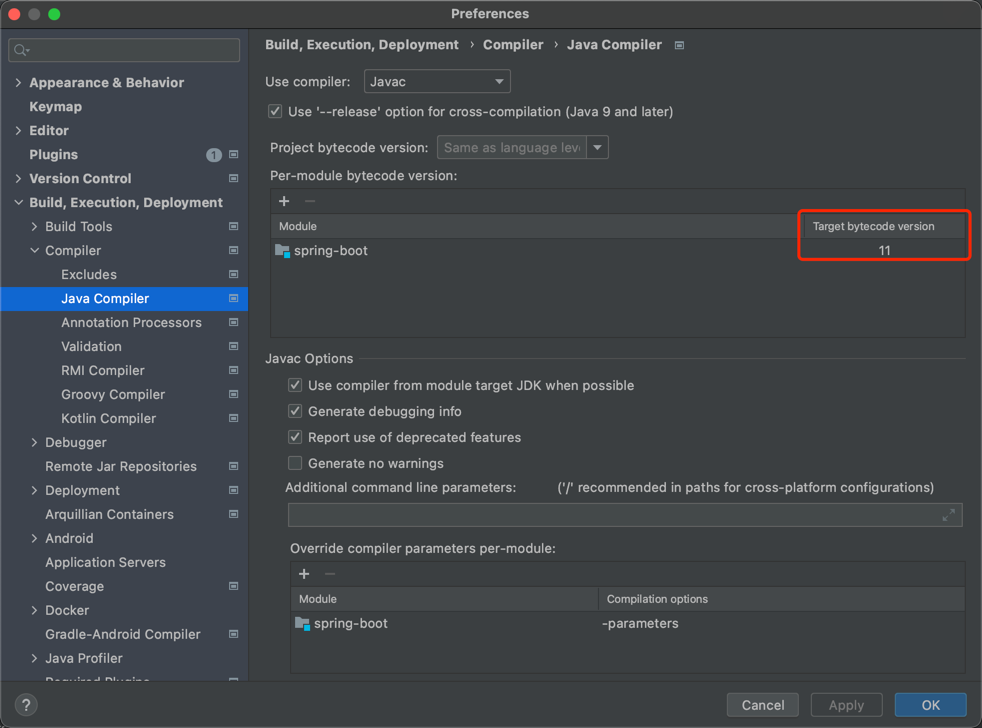 Preferences
Build, Execution, Deployment › Compiler › Java Compiler
Use compiler: Javac
Use '--release' option for cross-compilation (Java 9 and later)
Project bytecode version: Same as language leve
Per-module bytecode version:
+ −
Module Target bytecode version
spring-boot 11
Javac Options
Use compiler from module target JDK when possible
Generate debugging info
Report use of deprecated features
Generate no warnings
Additional command line parameters: ('/' recommended in paths for cross-platform configurations)
Override compiler parameters per-module:
+ −
Module Compilation options
spring-boot -parameters
Appearance & Behavior
Keymap
Editor
Plugins 1
Version Control
Build, Execution, Deployment
Build Tools
Compiler
Excludes
Java Compiler
Annotation Processors
Validation
RMI Compiler
Groovy Compiler
Kotlin Compiler
Debugger
Remote Jar Repositories
Deployment
Arquillian Containers
Android
Application Servers
Coverage
Docker
Gradle-Android Compiler
Java Profiler
Required Plugins
? Cancel Apply OK